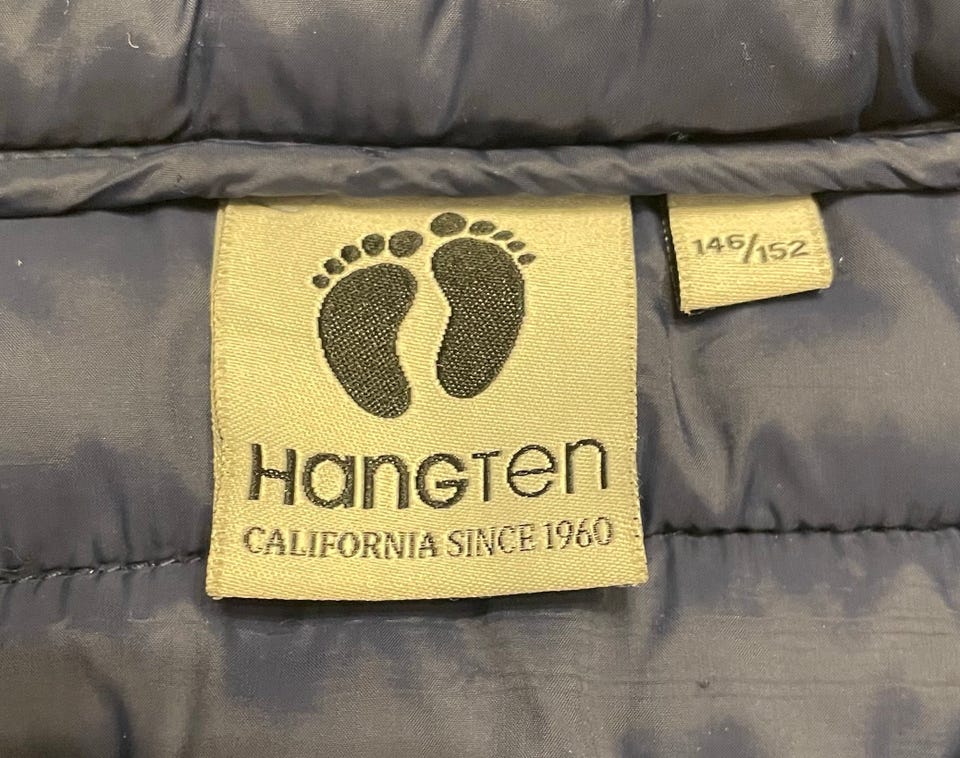 HangTen
CALIFORNIA SINCE 1960
146/152